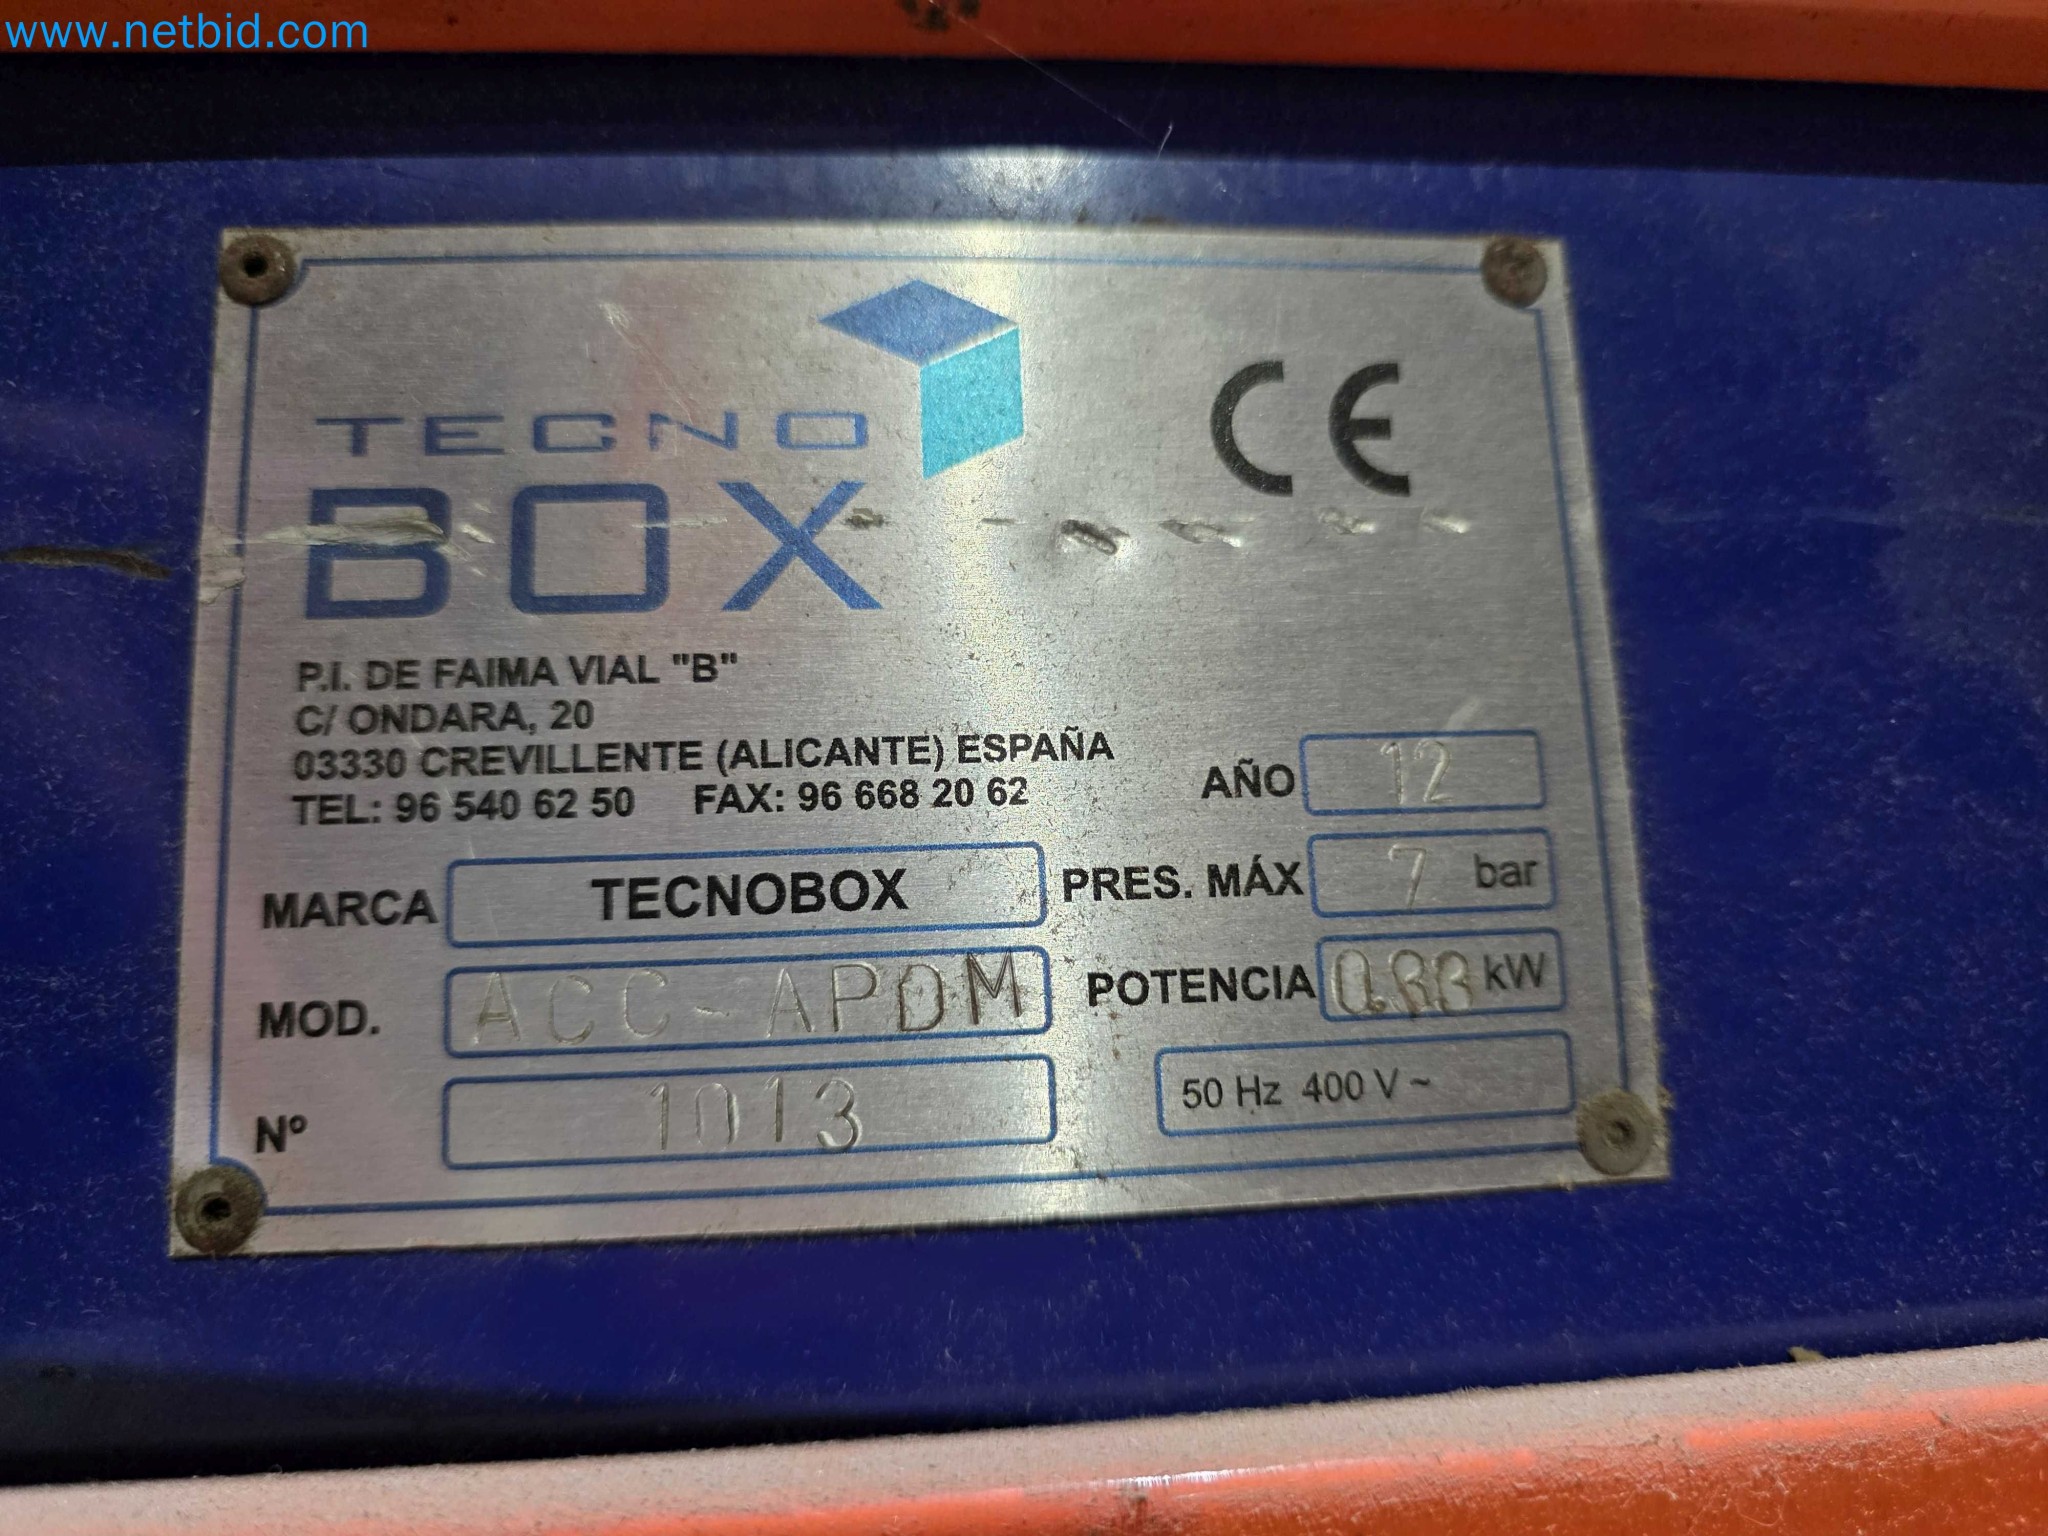 www.netbid.com
TECNO
BOX
CE
P.I. DE FAIMA VIAL "B"
C/ ONDARA, 20
03330 CREVILLENTE (ALICANTE) ESPAÑA
TEL: 96 540 62 50 FAX: 96 668 20 62
AÑO 12
MARCA TECNOBOX PRES. MÁX 7 bar
MOD. ACC-APDM POTENCIA kW
Nº 1013 50 Hz 400 V ~